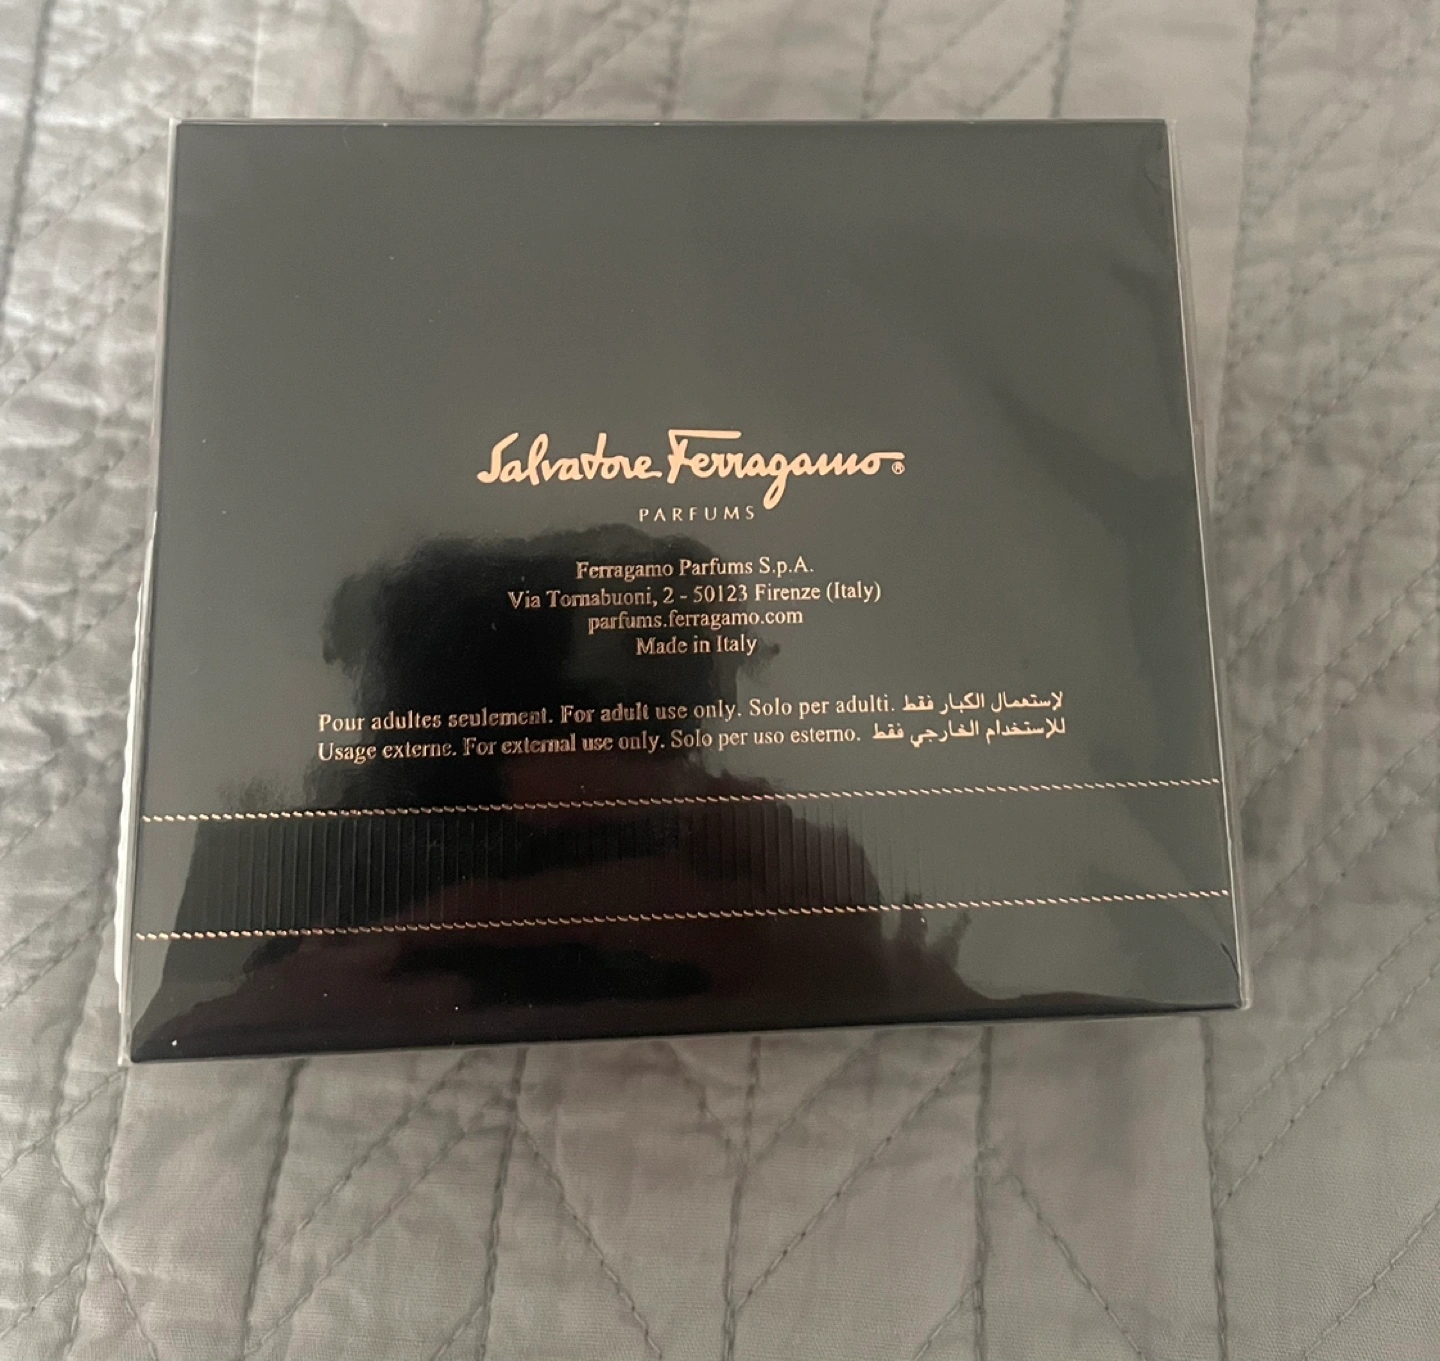 Salvatore Ferragamo®
PARFUMS
Ferragamo Parfums S.p.A.
Via Tornabuoni, 2 - 50123 Firenze (Italy)
parfums.ferragamo.com
Made in Italy
Pour adultes seulement. For adult use only. Solo per adulti. لإستعمال الكبار فقط
Usage externe. For external use only. Solo per uso esterno. للإستخدام الخارجي فقط